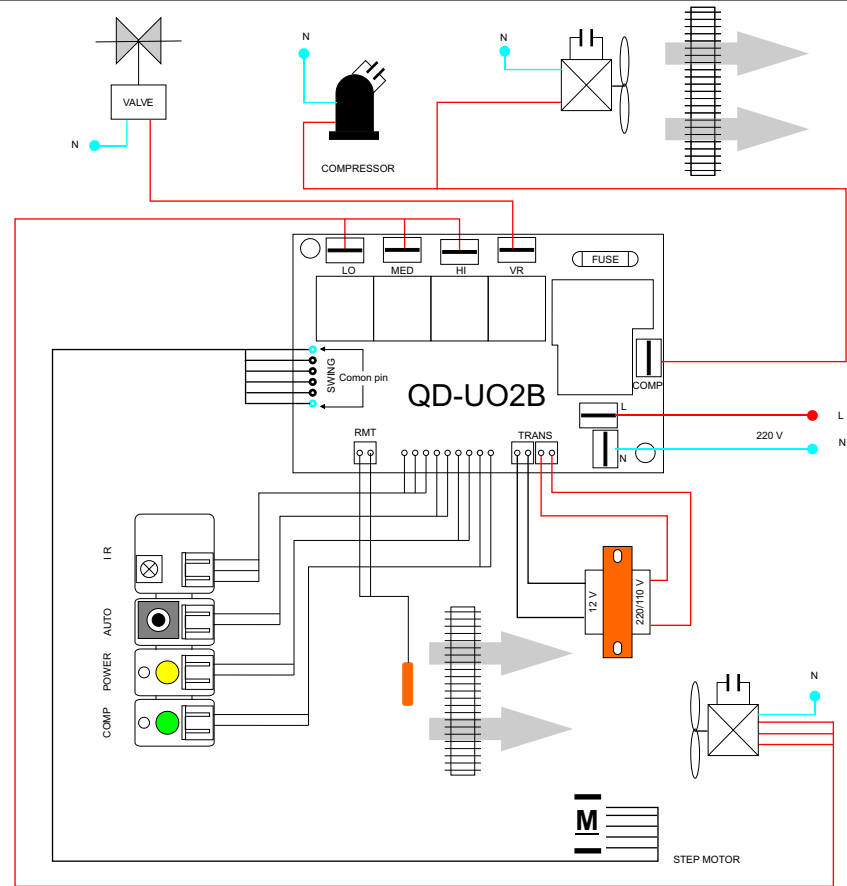 N
N
VALVE
N
COMPRESSOR
FUSE
LO
MED
HI
VR
SWING
Comon pin
COMP
QD-UO2B
L
L
220 V
N
N
RMT
TRANS
I R
AUTO
POWER
COMP
12 V
220/110 V
N
M
STEP MOTOR